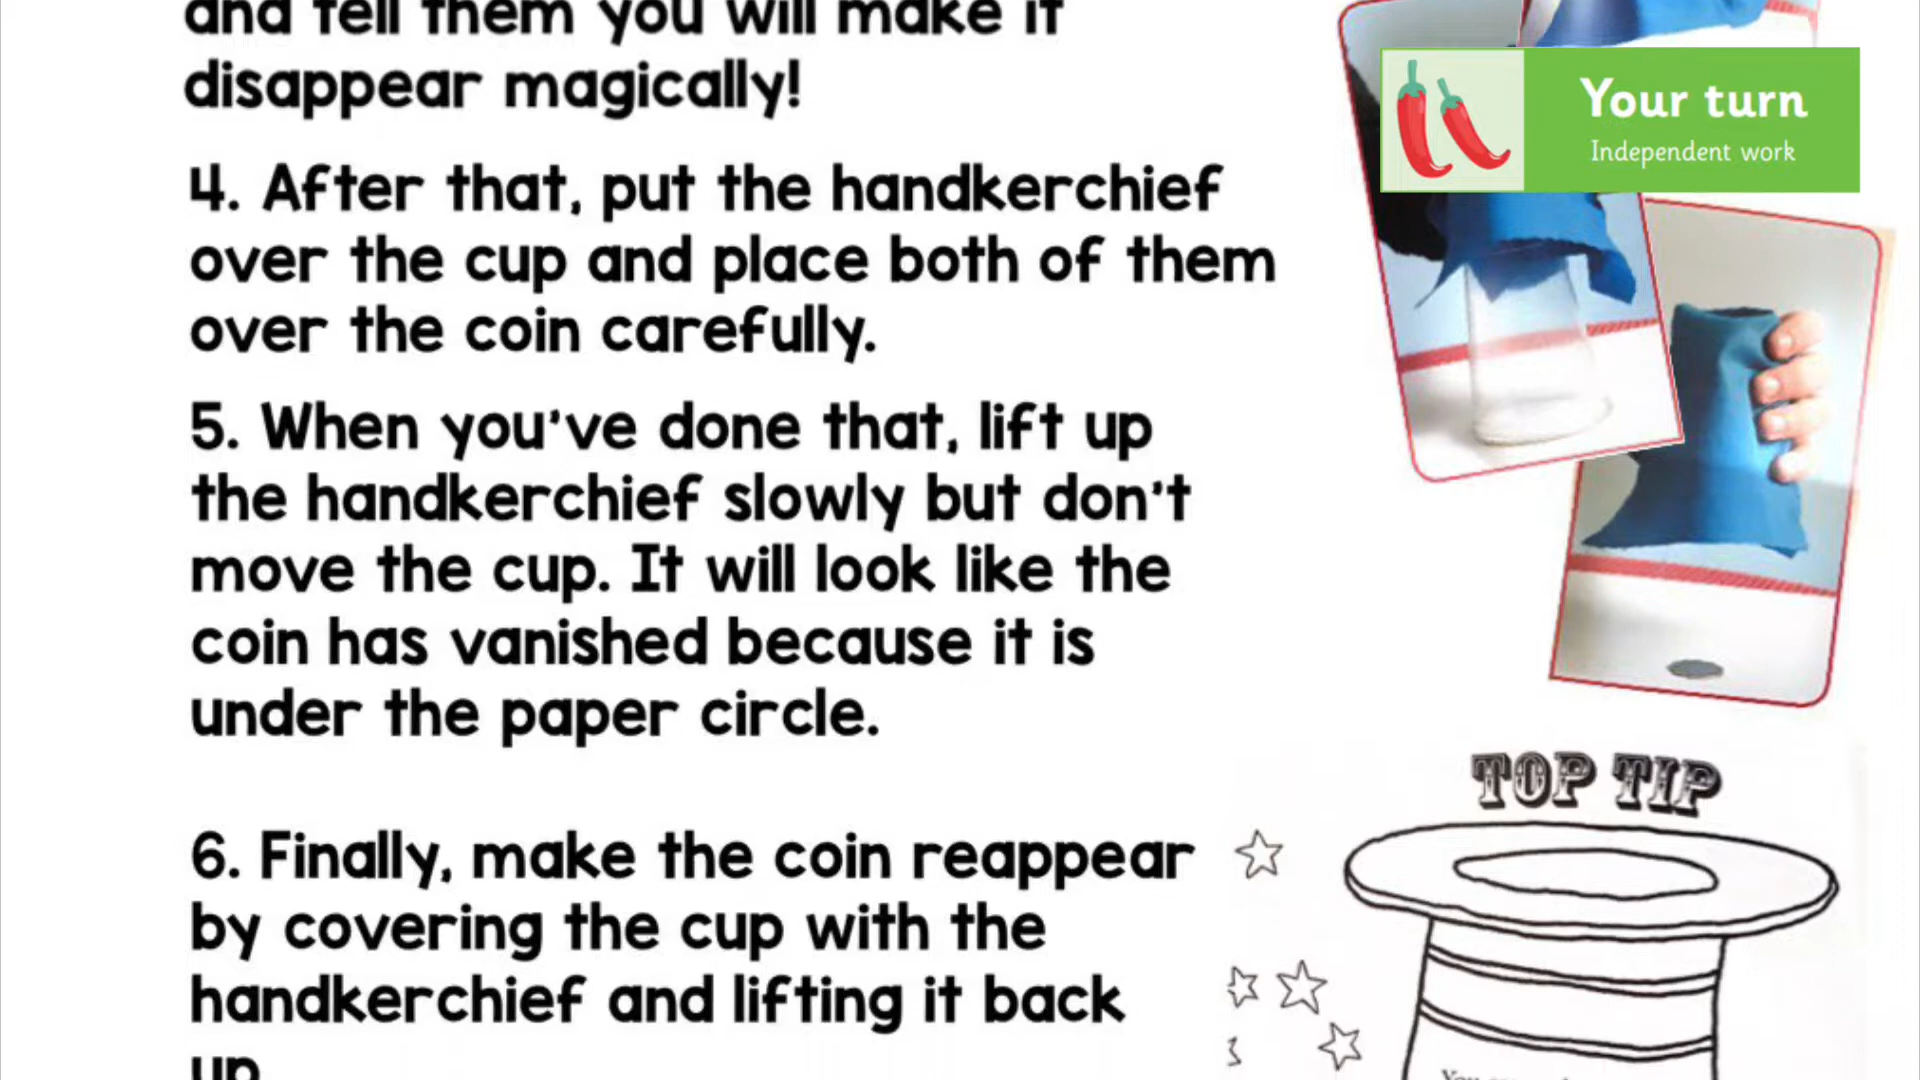 and tell them you will make it
disappear magically!
4. After that, put the handkerchief
over the cup and place both of them
over the coin carefully.
5. When you've done that, lift up
the handkerchief slowly but don't
move the cup. It will look like the
coin has vanished because it is
under the paper circle.
6. Finally, make the coin reappear
by covering the cup with the
handkerchief and lifting it back
up.
Your turn
Independent work
TOP TIP